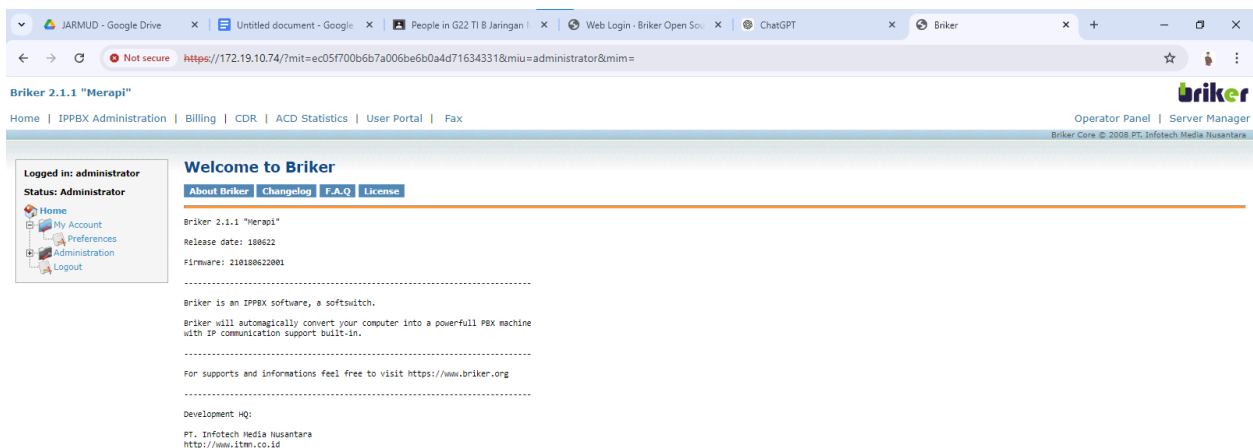 JARMUD - Google Drive
Untitled document - Google
People in G22 TI B Jaringan
Web Login - Briker Open Sou
ChatGPT
Briker
Not secure https://172.19.10.74/?mit=ec05f700b6b7a006be6b0a4d71634331&miu=administrator&mim=
Briker 2.1.1 "Merapi"
briker
Home | IPPBX Administration | Billing | CDR | ACD Statistics | User Portal | Fax
Operator Panel | Server Manager
Briker Core © 2008 PT. Infotech Media Nusantara
Logged in: administrator
Status: Administrator
Home
My Account
Preferences
Administration
Logout
Welcome to Briker
About Briker Changelog F.A.Q License
Briker 2.1.1 "Merapi"
Release date: 180622
Firmware: 210180622001
--------------------------------------------------------------------
Briker is an IPPBX software, a softswitch.
Briker will automagically convert your computer into a powerfull PBX machine
with IP communication support built-in.
--------------------------------------------------------------------
For supports and informations feel free to visit https://www.briker.org
--------------------------------------------------------------------
Development HQ:
PT. Infotech Media Nusantara
http://www.itmn.co.id